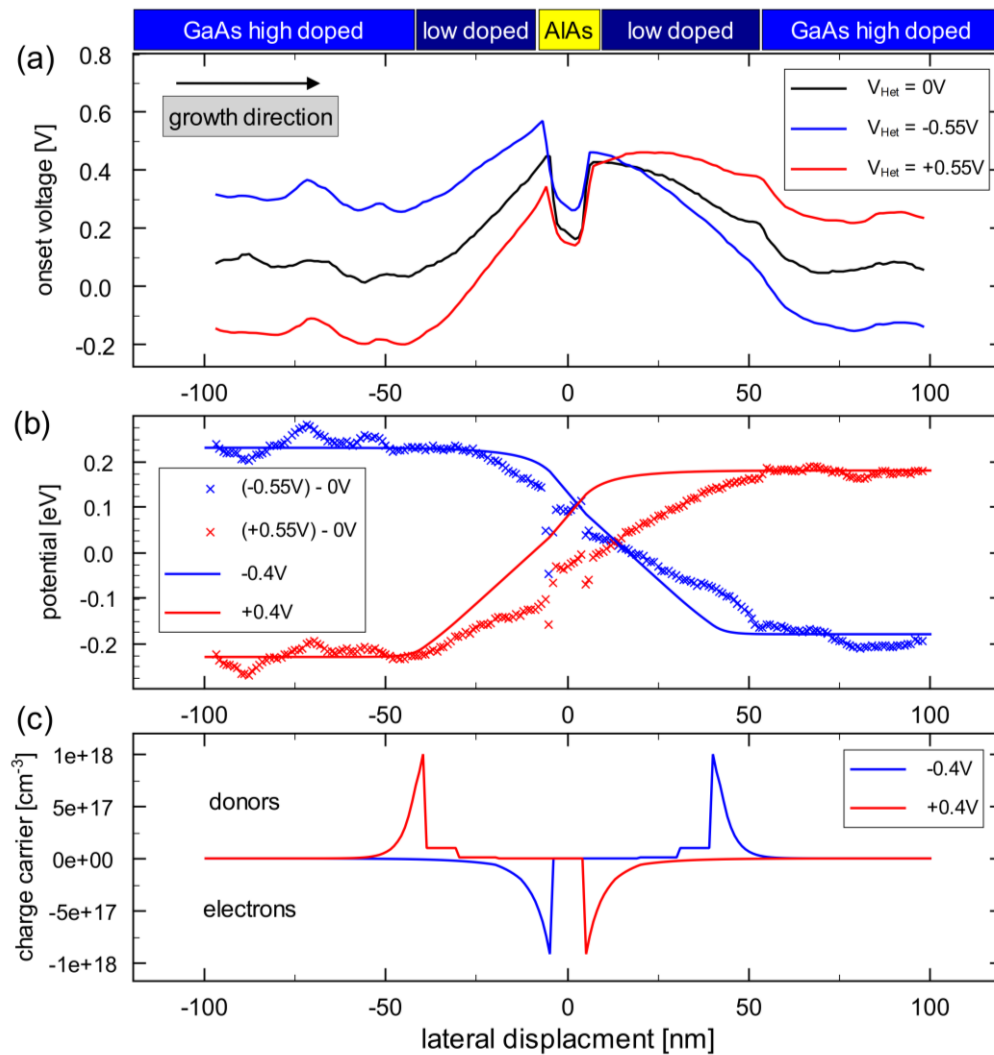 GaAs high doped low doped AlAs low doped GaAs high doped
(a)
0.8
0.6
0.4
0.2
0.0
-0.2
onset voltage [V]
growth direction
V_Het = 0V
V_Het = -0.55V
V_Het = +0.55V
-100 -50 0 50 100
(b)
0.2
0.1
0.0
-0.1
-0.2
potential [eV]
(-0.55V) - 0V
(+0.55V) - 0V
-0.4V
+0.4V
-100 -50 0 50 100
(c)
1e+18
5e+17
0e+00
-5e+17
-1e+18
charge carrier [cm⁻³]
donors
electrons
-0.4V
+0.4V
-100 -50 0 50 100
lateral displacment [nm]